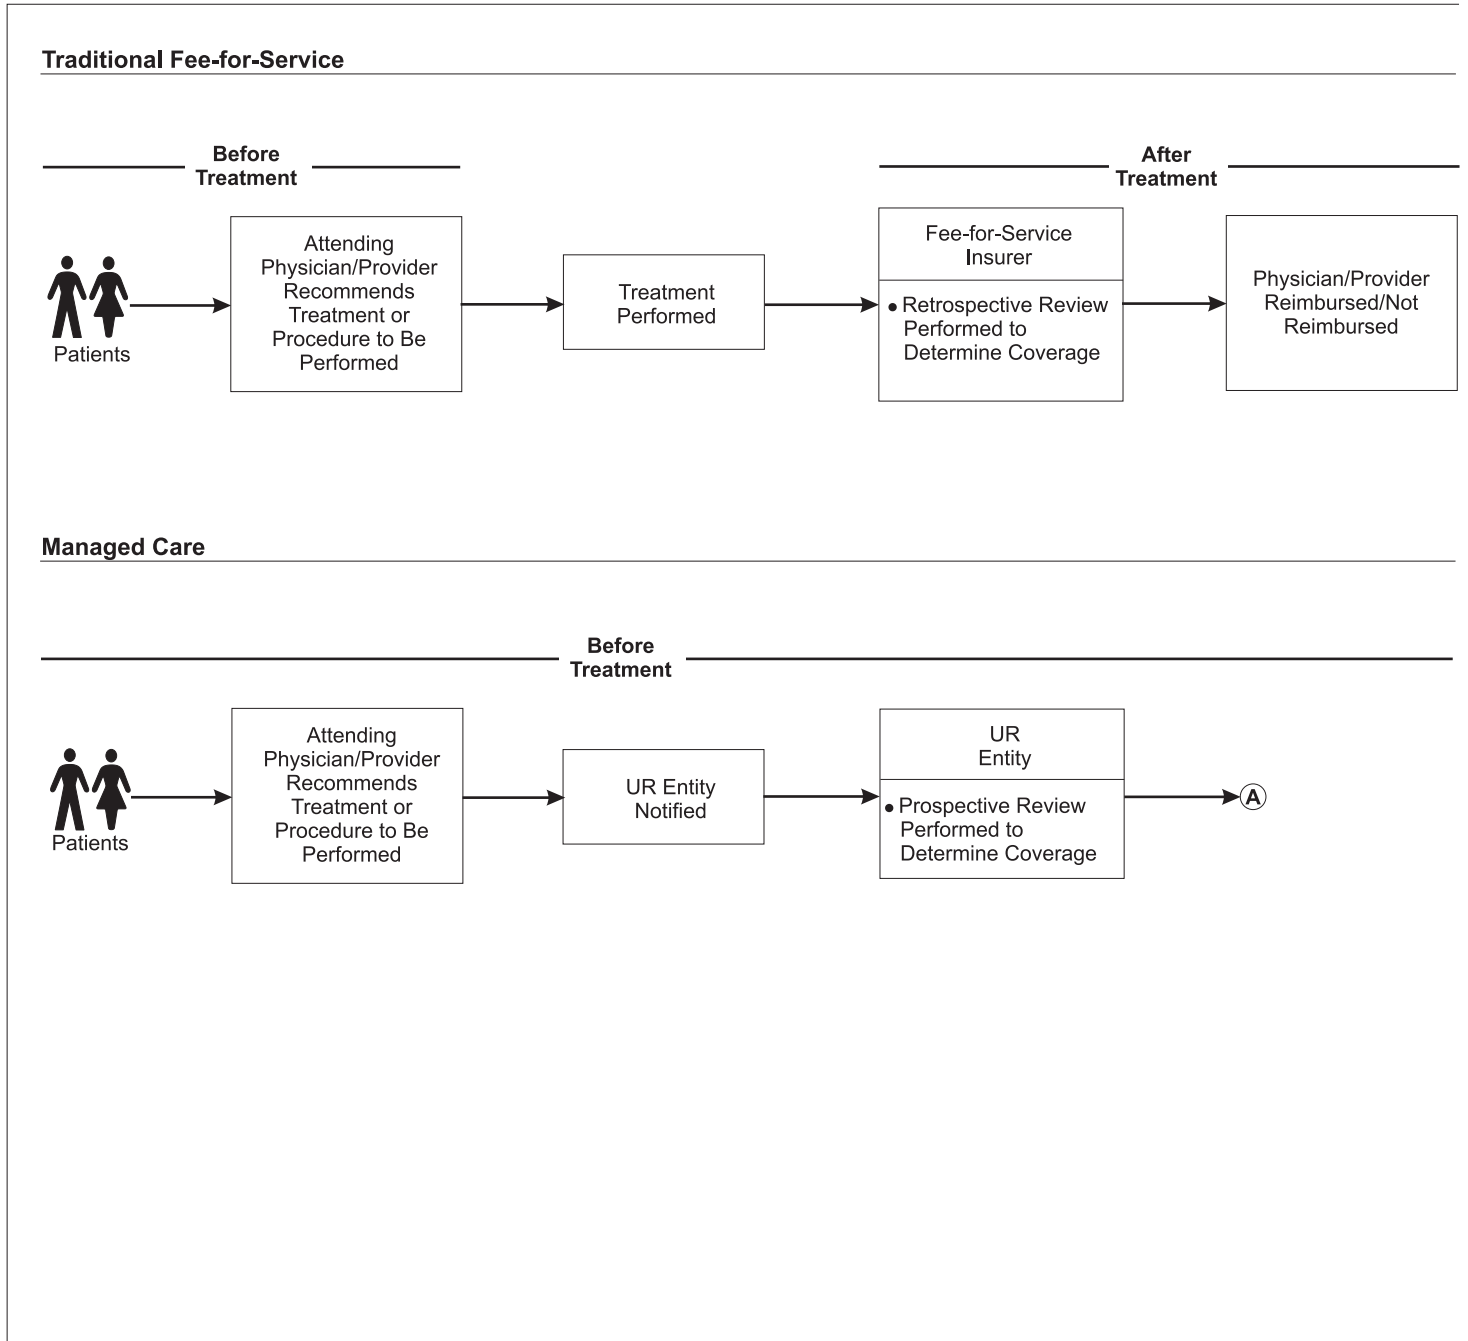 Traditional Fee-for-Service
Before
Treatment
After
Treatment
Patients
Attending
Physician/Provider
Recommends
Treatment or
Procedure to Be
Performed
Treatment
Performed
Fee-for-Service
Insurer
• Retrospective Review
Performed to
Determine Coverage
Physician/Provider
Reimbursed/Not
Reimbursed
Managed Care
Before
Treatment
Patients
Attending
Physician/Provider
Recommends
Treatment or
Procedure to Be
Performed
UR Entity
Notified
UR
Entity
• Prospective Review
Performed to
Determine Coverage
A